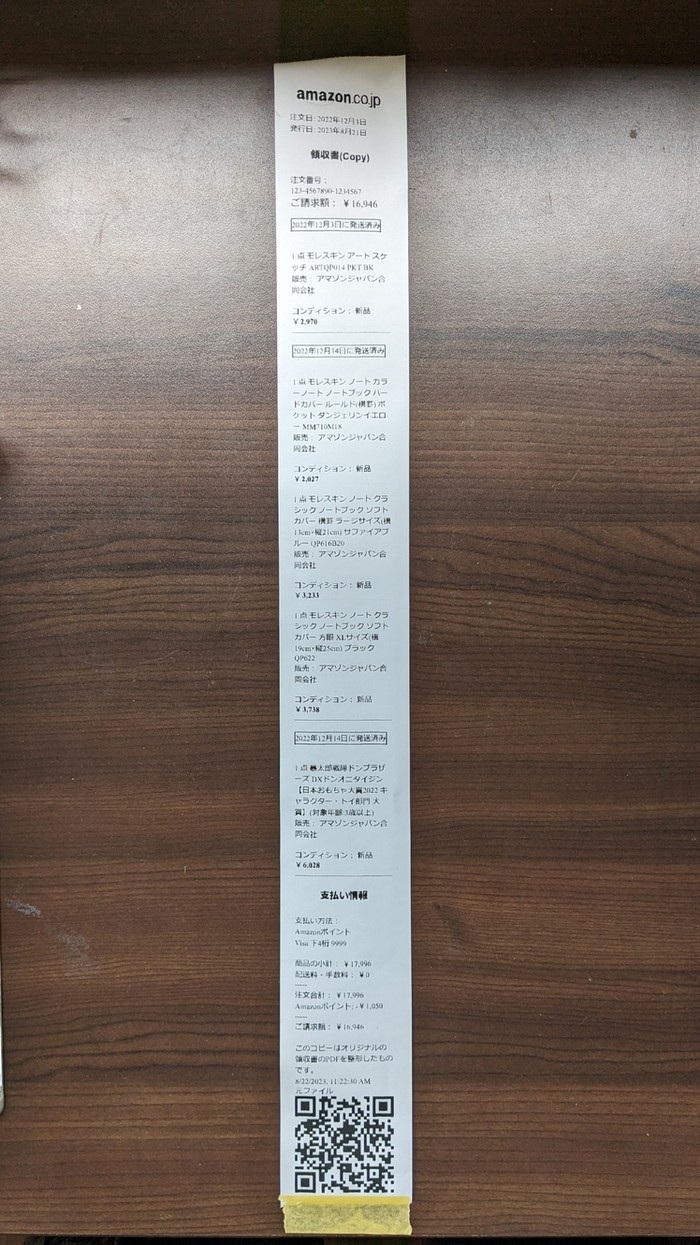 amazon.co.jp
注文日: 2022年12月3日
発行日: 2023年8月21日
領収書(Copy)
注文番号：
123-4567890-1234567
ご請求額： ￥16,946
2022年12月3日に発送済み
1 点 モレスキン アート スケ
ッチ ARTQP014 PKT BK
販売： アマゾンジャパン合
同会社
コンディション： 新品
￥2,970
2022年12月14日に発送済み
1 点 モレスキン ノート カラ
ーノート ノートブック ハー
ドカバー ルールド(横罫) ポ
ケット ダンジェリンイエロ
ー MM710M18
販売： アマゾンジャパン合
同会社
コンディション： 新品
￥2,027
1 点 モレスキン ノート クラ
シック ノートブック ソフト
カバー 横罫 ラージサイズ(横
13cm×縦21cm) サファイアブ
ルー QP616B20
販売： アマゾンジャパン合
同会社
コンディション： 新品
￥3,233
1 点 モレスキン ノート クラ
シック ノートブック ソフト
カバー 方眼 XLサイズ(横
19cm×縦25cm) ブラック
QP622
販売： アマゾンジャパン合
同会社
コンディション： 新品
￥3,738
2022年12月14日に発送済み
1 点 暴太郎戦隊ドンブラザ
ーズ DXドンオニタイジン
【日本おもちゃ大賞2022 キ
ャラクター・トイ部門 大
賞】(対象年齢:3歳以上)
販売： アマゾンジャパン合
同会社
コンディション： 新品
￥6,028
支払い情報
支払い方法：
Amazonポイント
Visa 下4桁 9999
商品の小計： ￥17,996
配送料・手数料： ￥0
-----
注文合計： ￥17,996
Amazonポイント: -￥1,050
-----
ご請求額： ￥16,946
このコピーはオリジナルの
領収書のPDFを整形したもの
です。
8/22/2023, 11:22:30 AM
元ファイル